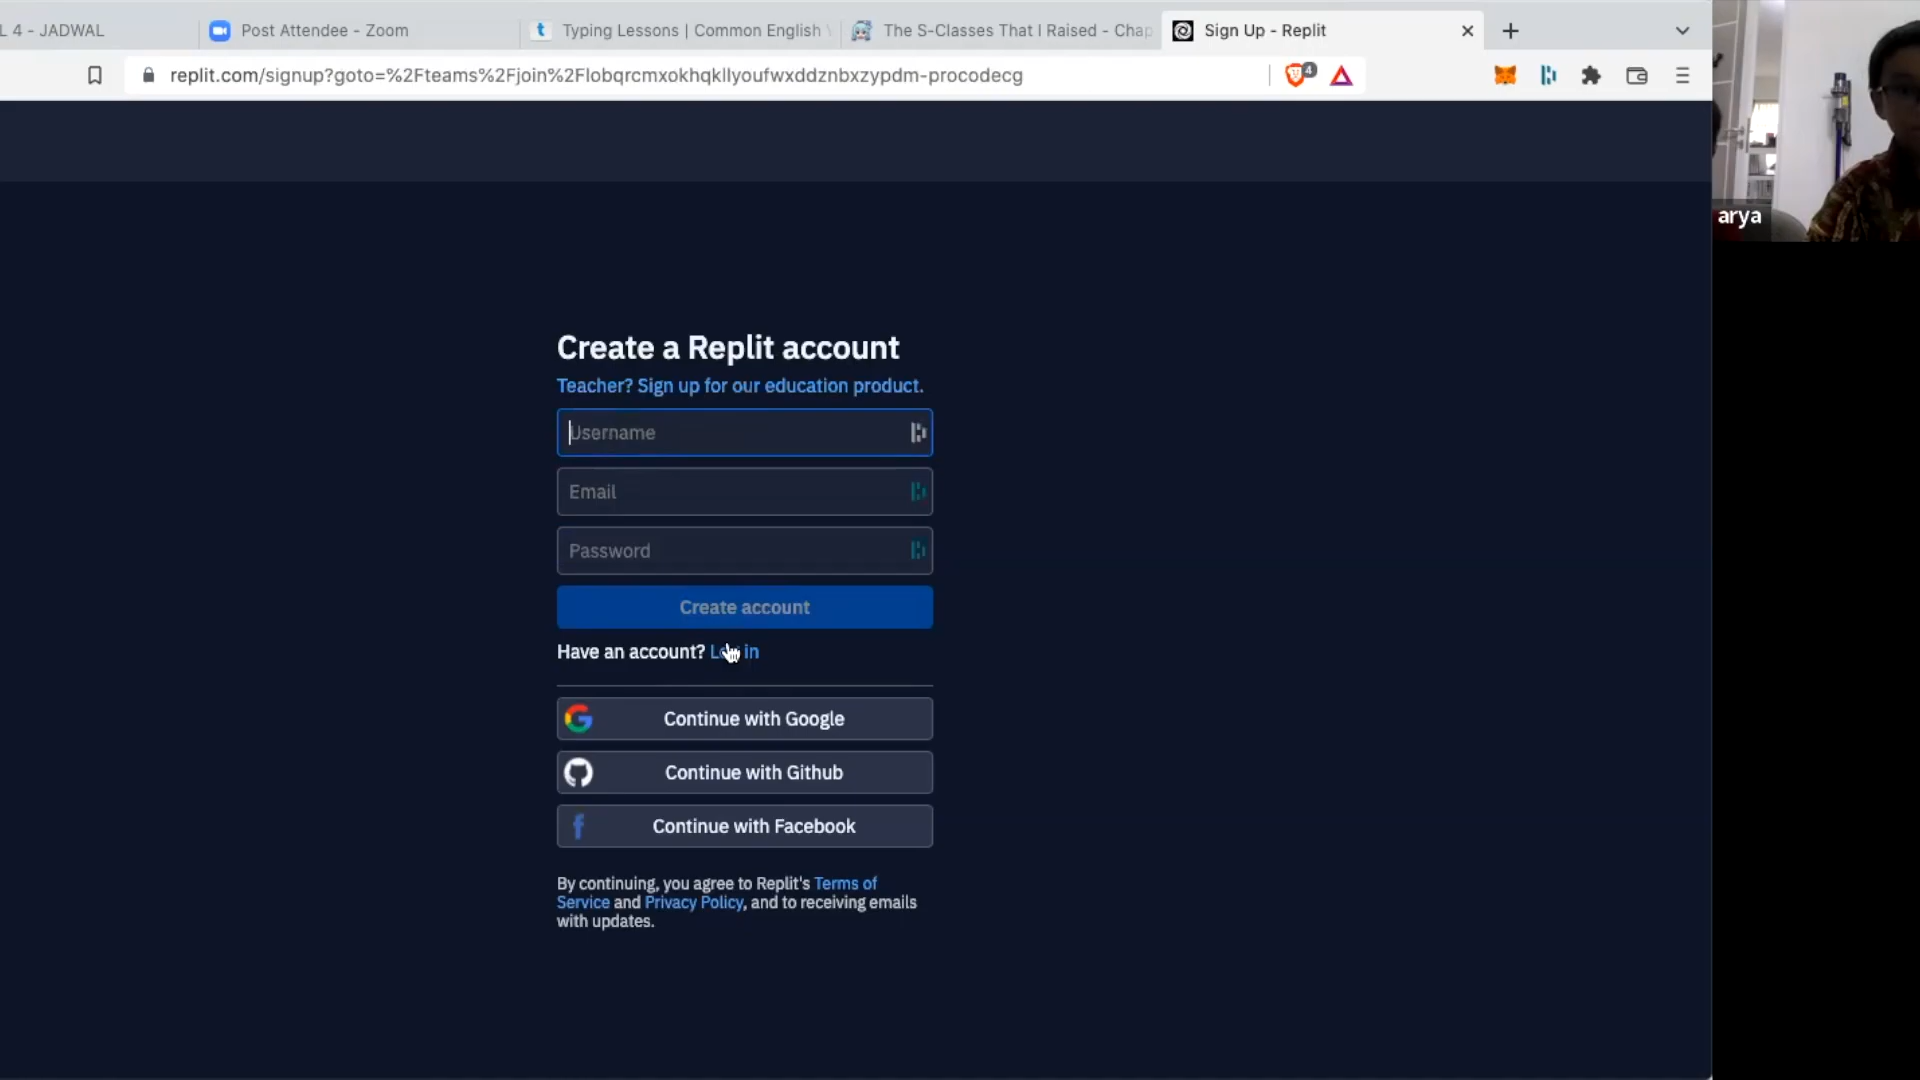 L 4 - JADWAL
Post Attendee - Zoom
Typing Lessons | Common English
The S-Classes That I Raised - Chap
Sign Up - Replit
replit.com/signup?goto=%2Fteams%2Fjoin%2Flobqrcmxokhqkllyoufwxddznbxzypdm-procodecg
4
arya
Create a Replit account
Teacher? Sign up for our education product.
Username
Email
Password
Create account
Have an account? Log in
Continue with Google
Continue with Github
Continue with Facebook
By continuing, you agree to Replit's Terms of
Service and Privacy Policy, and to receiving emails
with updates.